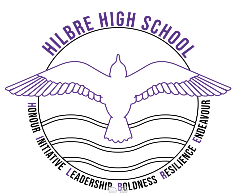 HILBRE HIGH SCHOOL
HONOUR INITIATIVE LEADERSHIP BOLDNESS RESILIENCE ENDEAVOUR